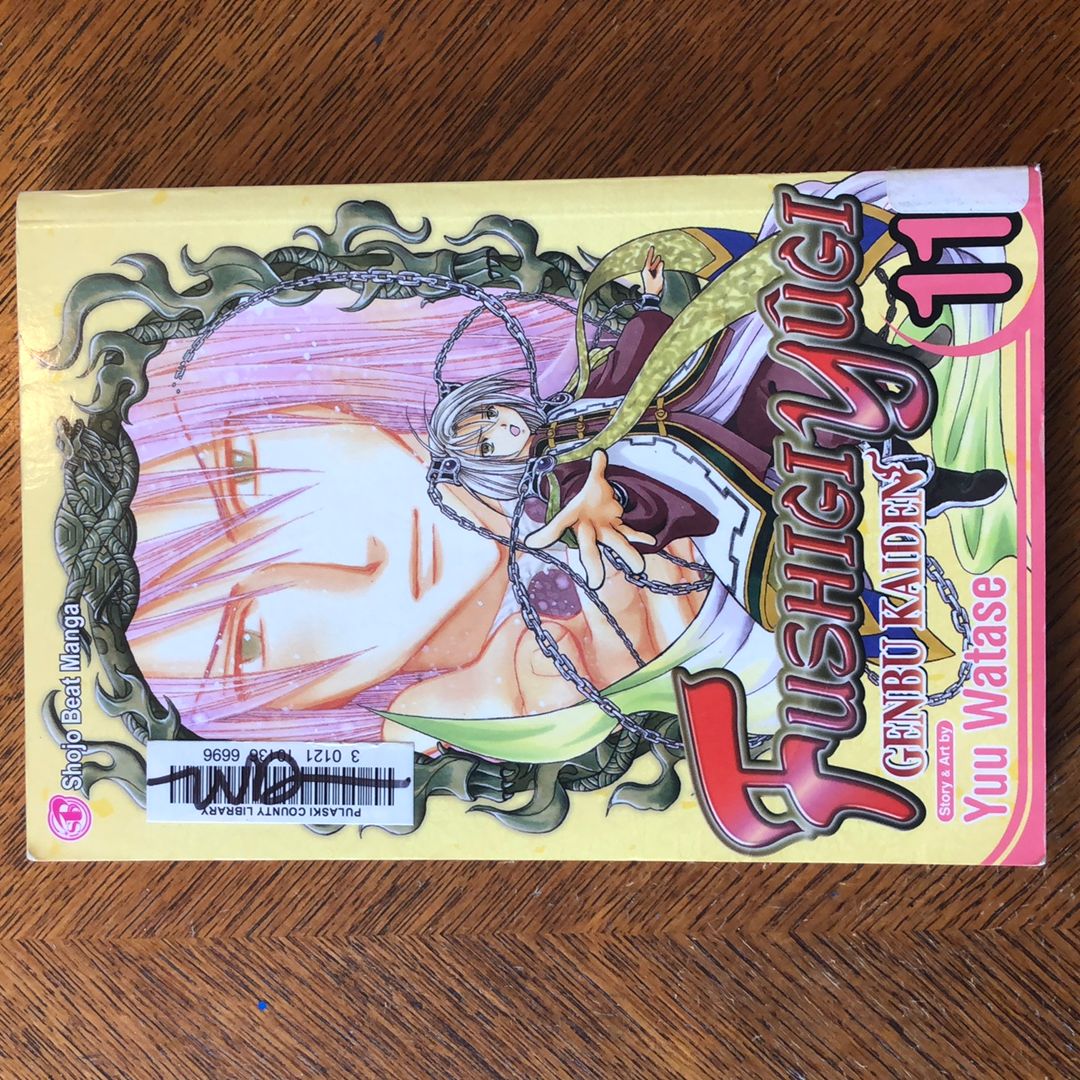 Shojo Beat Manga
SB
PULASKI COUNTY LIBRARY
6696
3 0121
FUSHIGI YÛGI
GENBU KAIDEN
11
Story & Art by
Yuu Watase